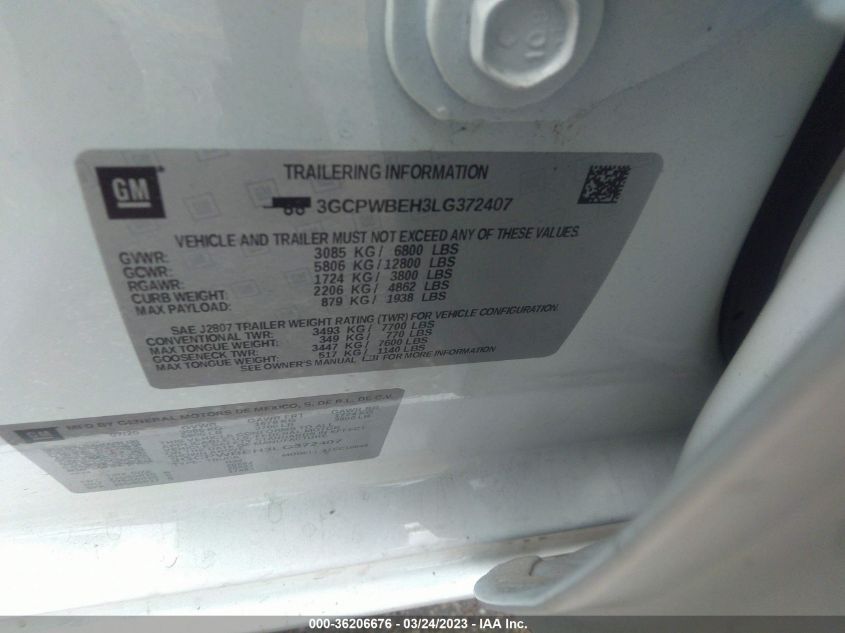 10.9
GM
TRAILERING INFORMATION
3GCPWBEH3LG372407
VEHICLE AND TRAILER MUST NOT EXCEED ANY OF THESE VALUES.
GVWR: 3085 KG / 6800 LBS
GCWR: 5806 KG / 12800 LBS
RGAWR: 1724 KG / 3800 LBS
CURB WEIGHT: 2206 KG / 4862 LBS
MAX PAYLOAD: 879 KG / 1938 LBS
SAE J2807 TRAILER WEIGHT RATING (TWR) FOR VEHICLE CONFIGURATION.
CONVENTIONAL TWR: 3493 KG / 7700 LBS
MAX TONGUE WEIGHT: 349 KG / 770 LBS
GOOSENECK TWR: 3447 KG / 7600 LBS
MAX TONGUE WEIGHT: 517 KG / 1140 LBS
SEE OWNER'S MANUAL FOR MORE INFORMATION
GM
MFD BY GENERAL MOTORS DE MEXICO, S. DE R.L. DE C.V.
3GCPWBEH3LG372407
000-36206676 - 03/24/2023 - IAA Inc.